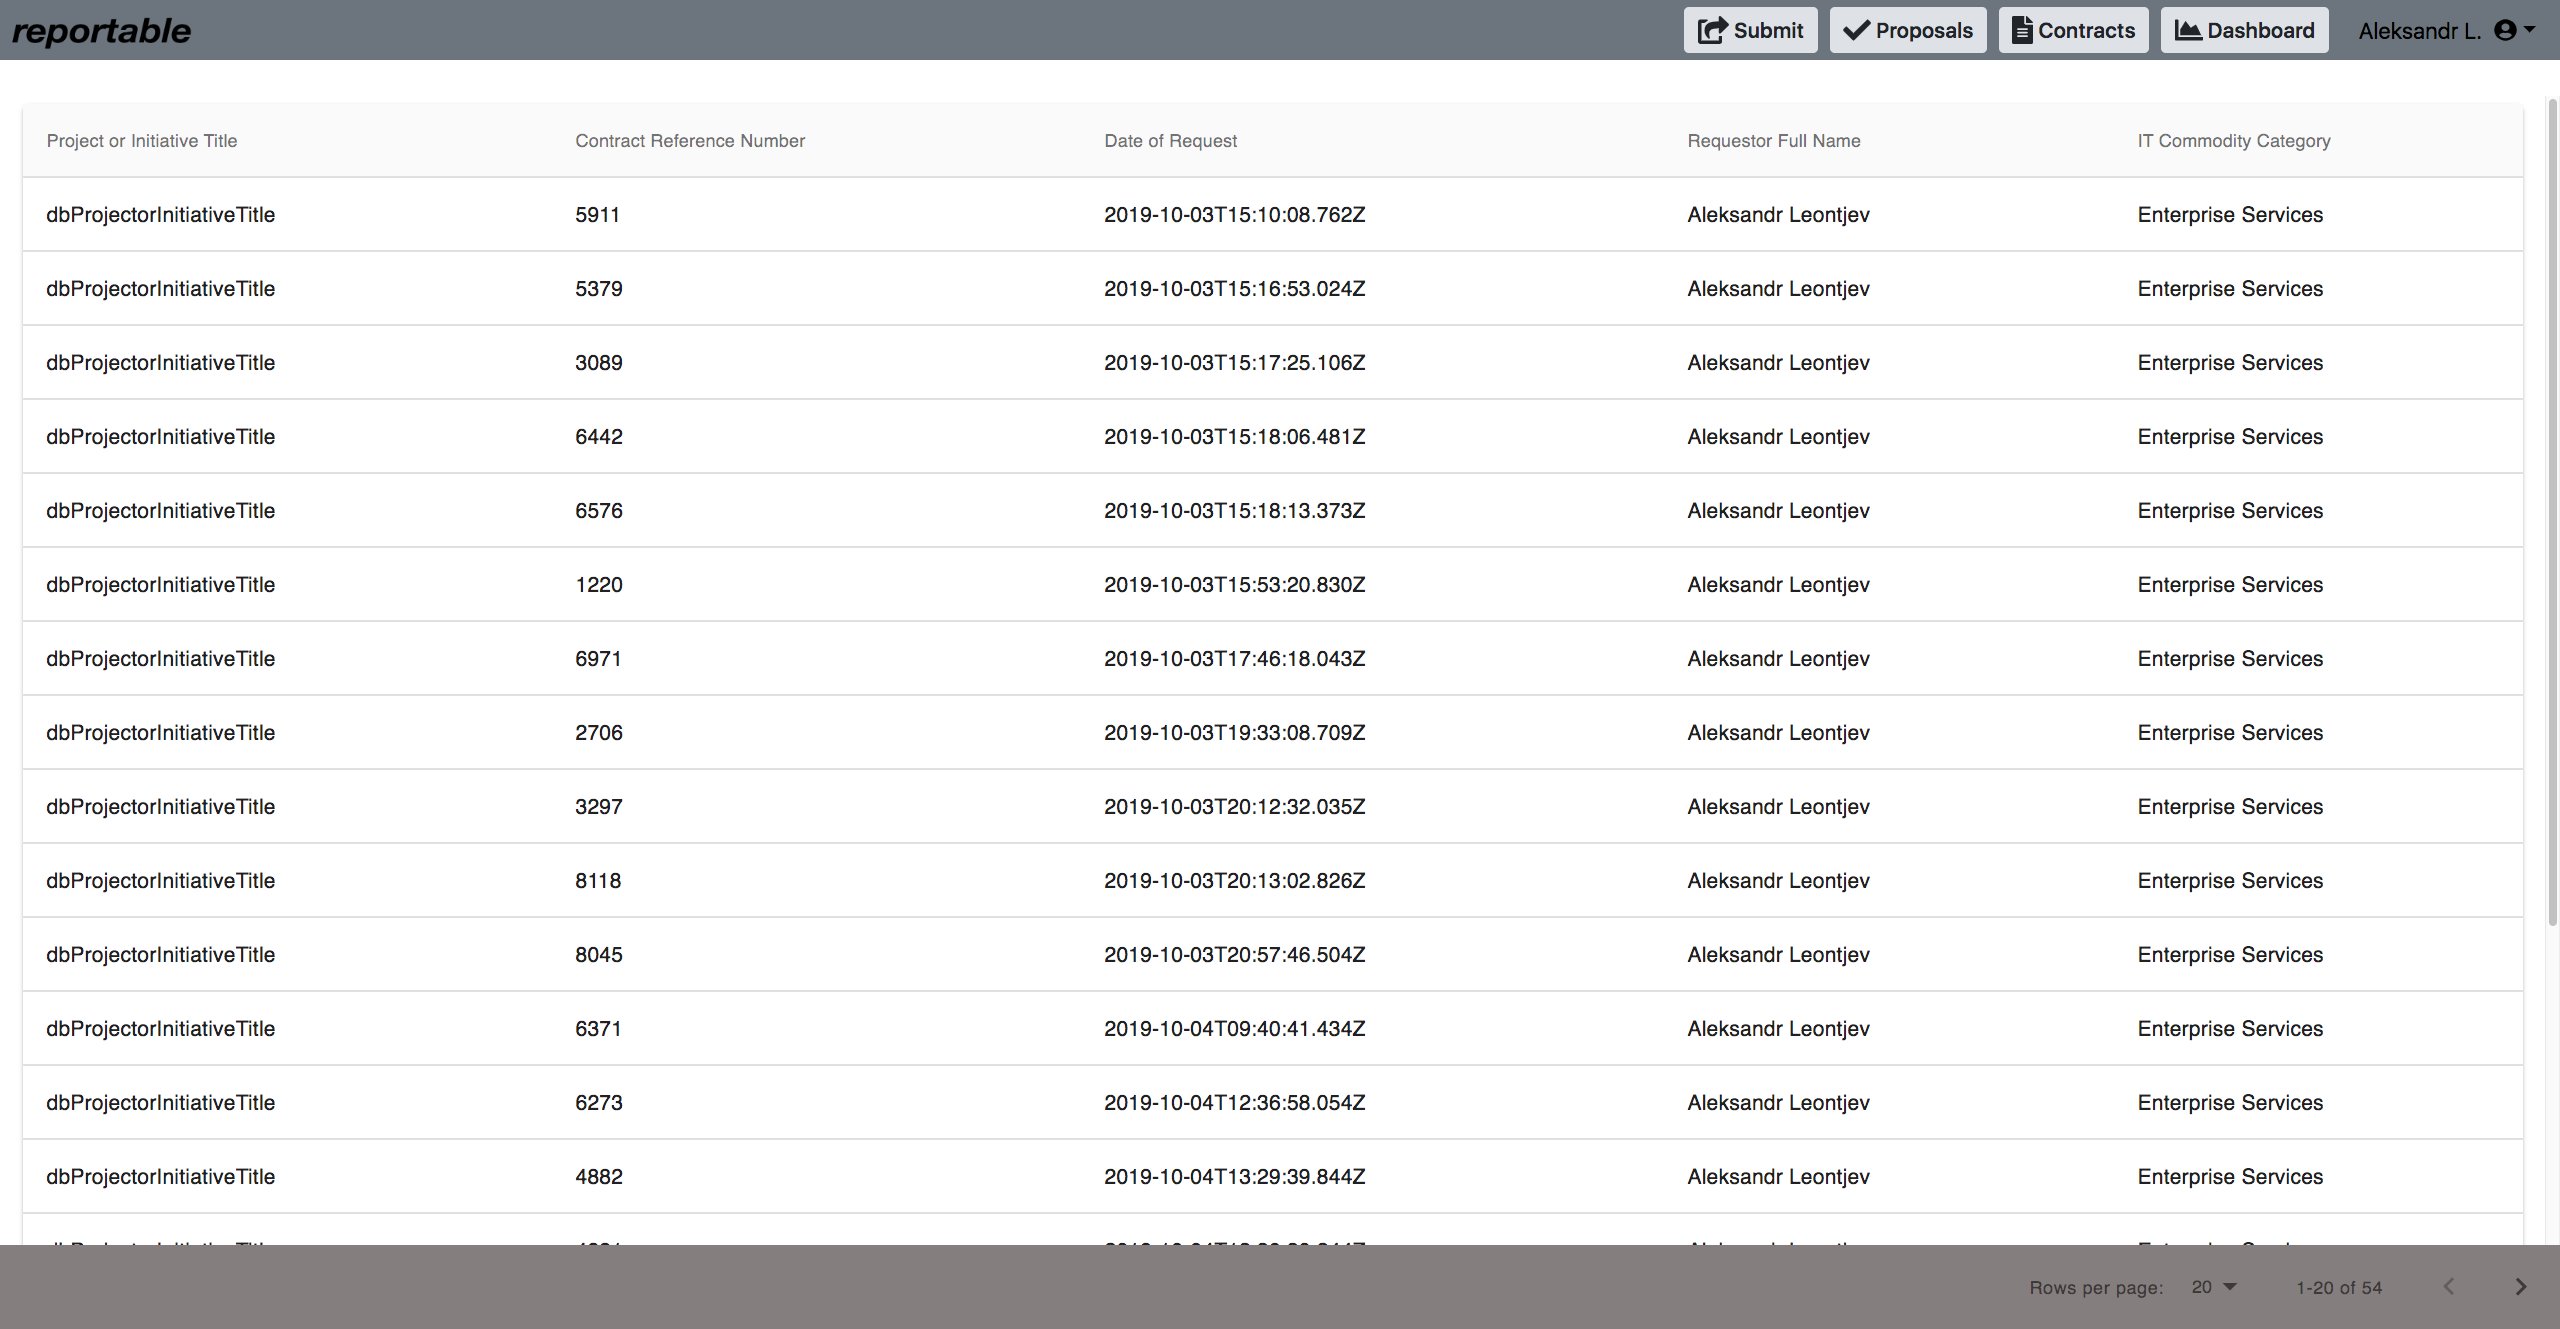 reportable Submit Proposals Contracts Dashboard Aleksandr L.
Project or Initiative Title Contract Reference Number Date of Request Requestor Full Name IT Commodity Category
dbProjectorInitiativeTitle 5911 2019-10-03T15:10:08.762Z Aleksandr Leontjev Enterprise Services
dbProjectorInitiativeTitle 5379 2019-10-03T15:16:53.024Z Aleksandr Leontjev Enterprise Services
dbProjectorInitiativeTitle 3089 2019-10-03T15:17:25.106Z Aleksandr Leontjev Enterprise Services
dbProjectorInitiativeTitle 6442 2019-10-03T15:18:06.481Z Aleksandr Leontjev Enterprise Services
dbProjectorInitiativeTitle 6576 2019-10-03T15:18:13.373Z Aleksandr Leontjev Enterprise Services
dbProjectorInitiativeTitle 1220 2019-10-03T15:53:20.830Z Aleksandr Leontjev Enterprise Services
dbProjectorInitiativeTitle 6971 2019-10-03T17:46:18.043Z Aleksandr Leontjev Enterprise Services
dbProjectorInitiativeTitle 2706 2019-10-03T19:33:08.709Z Aleksandr Leontjev Enterprise Services
dbProjectorInitiativeTitle 3297 2019-10-03T20:12:32.035Z Aleksandr Leontjev Enterprise Services
dbProjectorInitiativeTitle 8118 2019-10-03T20:13:02.826Z Aleksandr Leontjev Enterprise Services
dbProjectorInitiativeTitle 8045 2019-10-03T20:57:46.504Z Aleksandr Leontjev Enterprise Services
dbProjectorInitiativeTitle 6371 2019-10-04T09:40:41.434Z Aleksandr Leontjev Enterprise Services
dbProjectorInitiativeTitle 6273 2019-10-04T12:36:58.054Z Aleksandr Leontjev Enterprise Services
dbProjectorInitiativeTitle 4882 2019-10-04T13:29:39.844Z Aleksandr Leontjev Enterprise Services
Rows per page: 20 1-20 of 54